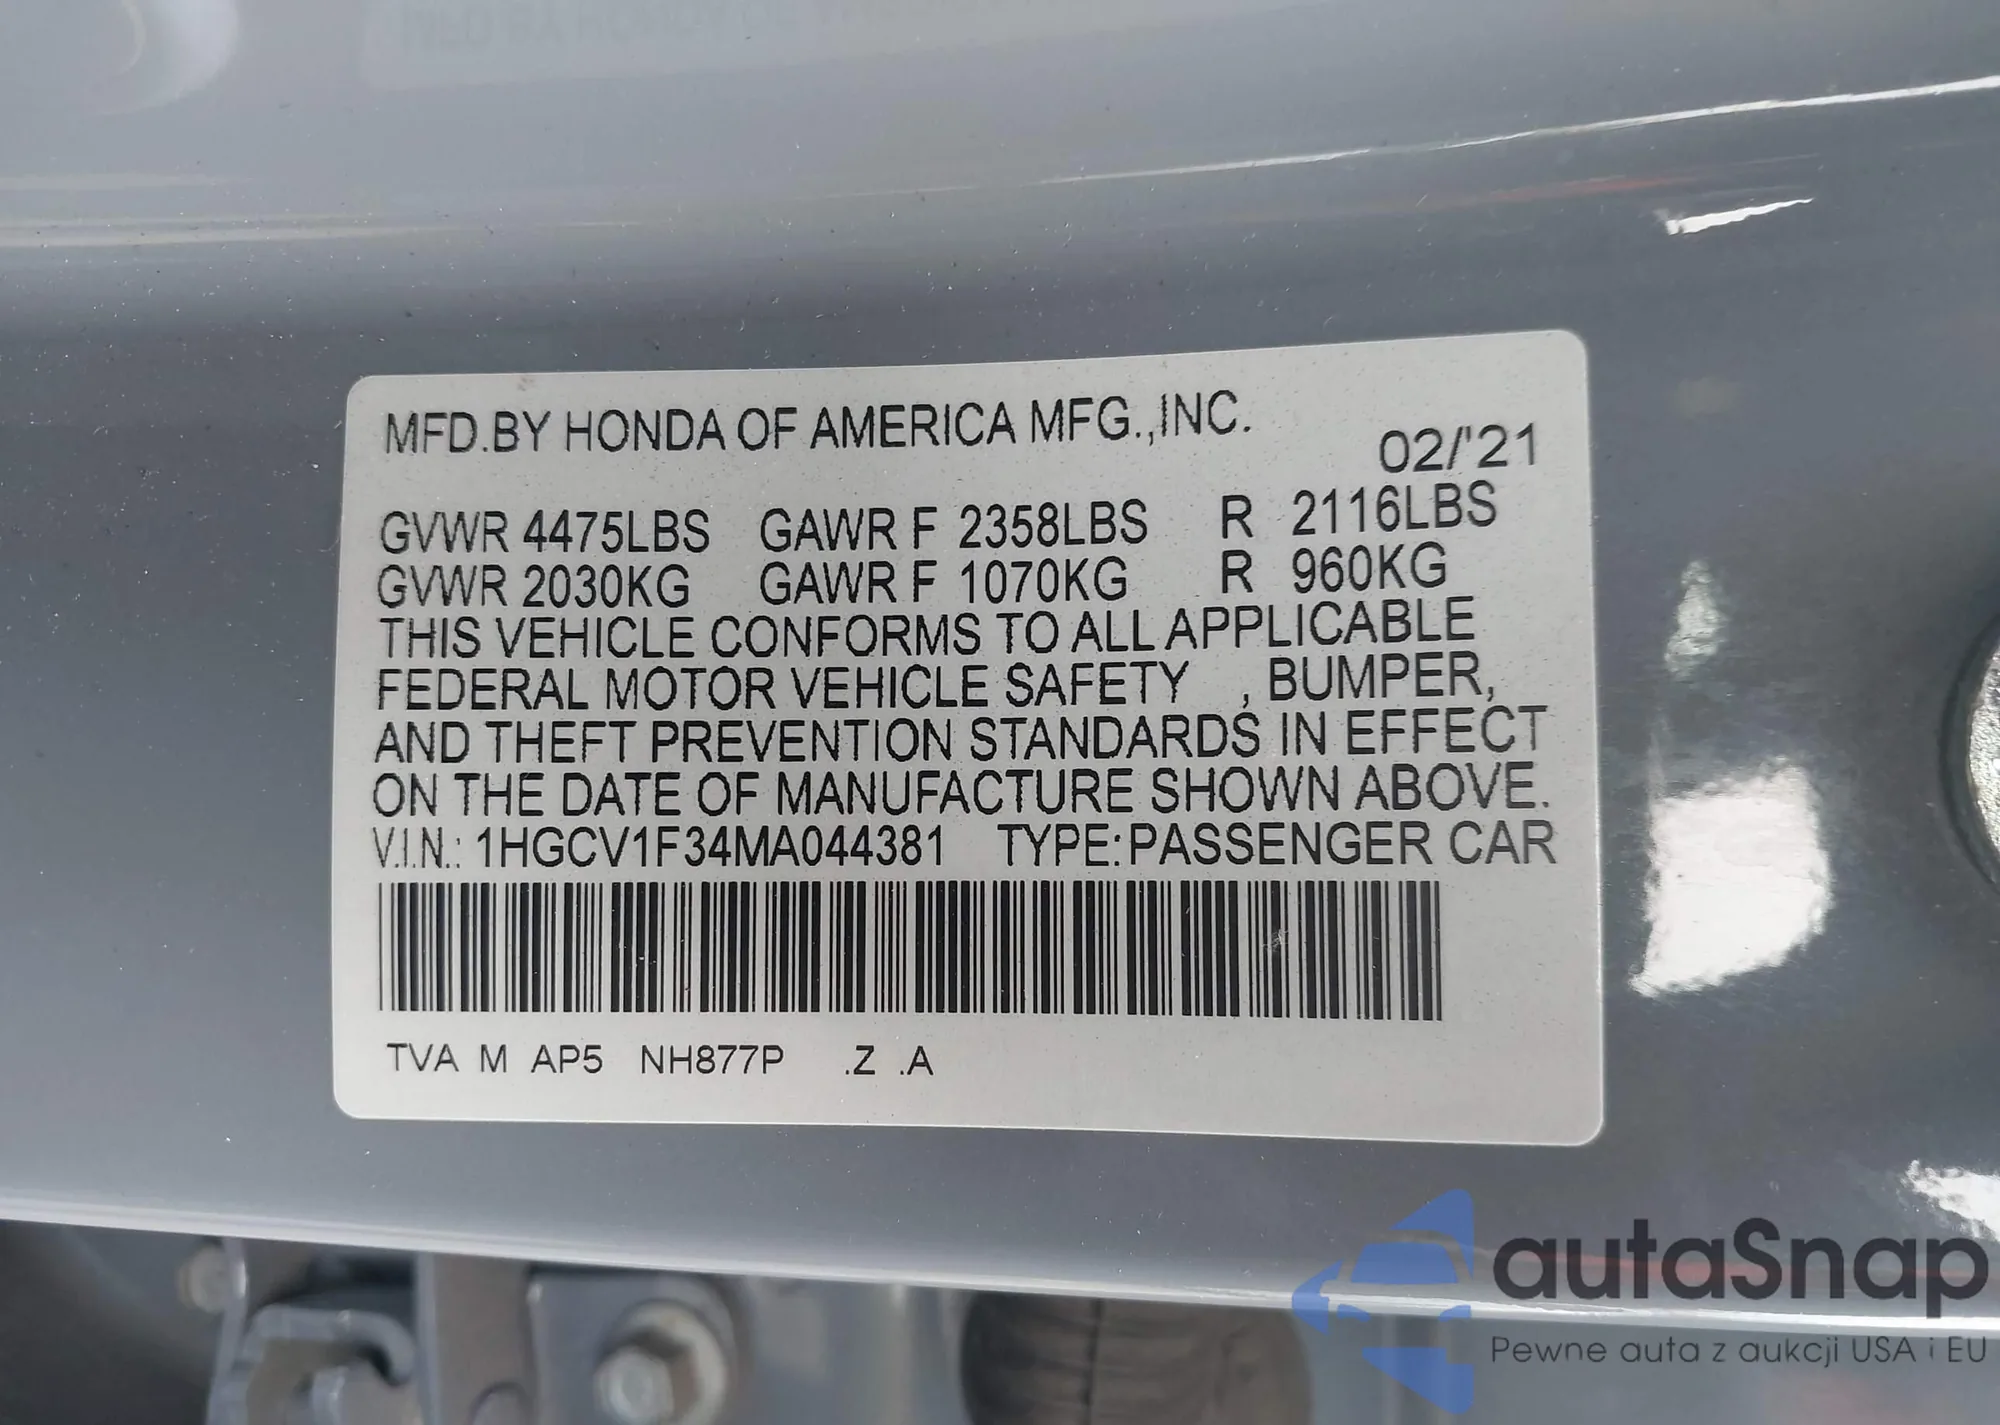 MFD.BY HONDA OF AMERICA MFG.,INC.
02/'21
GVWR 4475LBS GAWR F 2358LBS R 2116LBS
GVWR 2030KG GAWR F 1070KG R 960KG
THIS VEHICLE CONFORMS TO ALL APPLICABLE
FEDERAL MOTOR VEHICLE SAFETY , BUMPER,
AND THEFT PREVENTION STANDARDS IN EFFECT
ON THE DATE OF MANUFACTURE SHOWN ABOVE.
V.I.N.: 1HGCV1F34MA044381 TYPE:PASSENGER CAR
TVA M AP5 NH877P .Z .A
autaSnap
Pewne auta z aukcji USA i EU